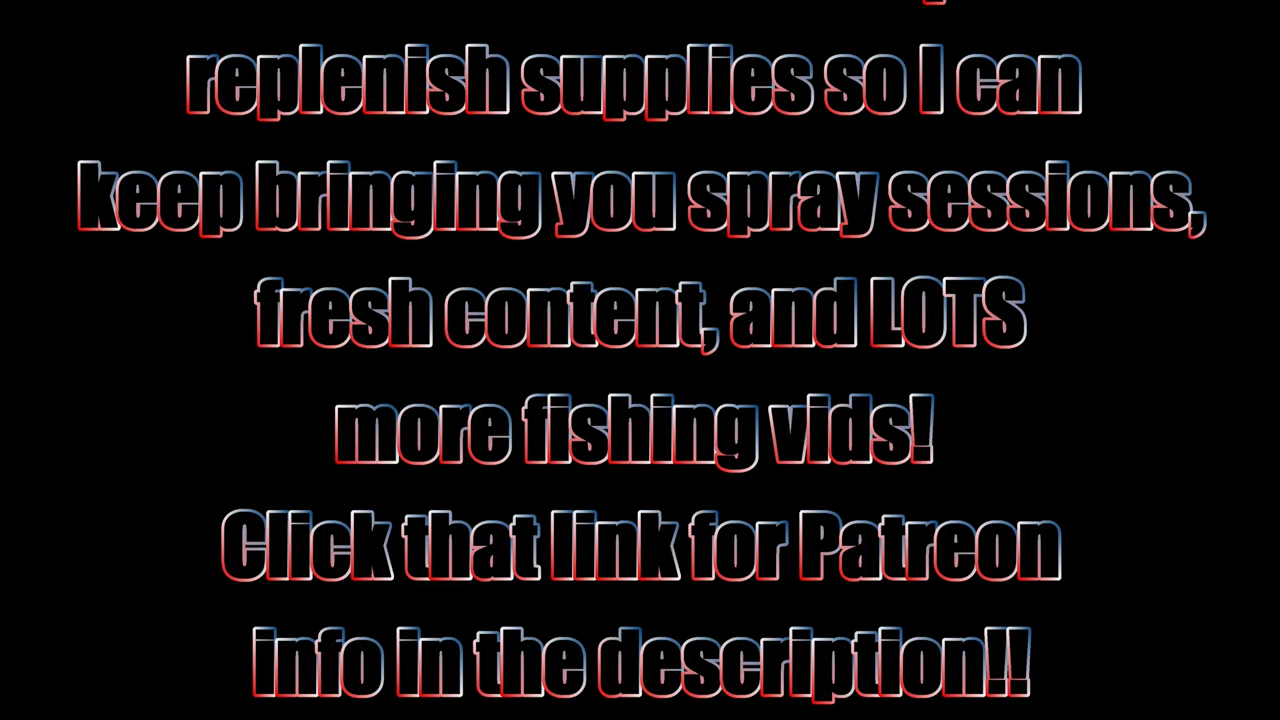 replenish supplies so I can
keep bringing you spray sessions,
fresh content, and LOTS
more fishing vids!
Click that link for Patreon
info in the description!!